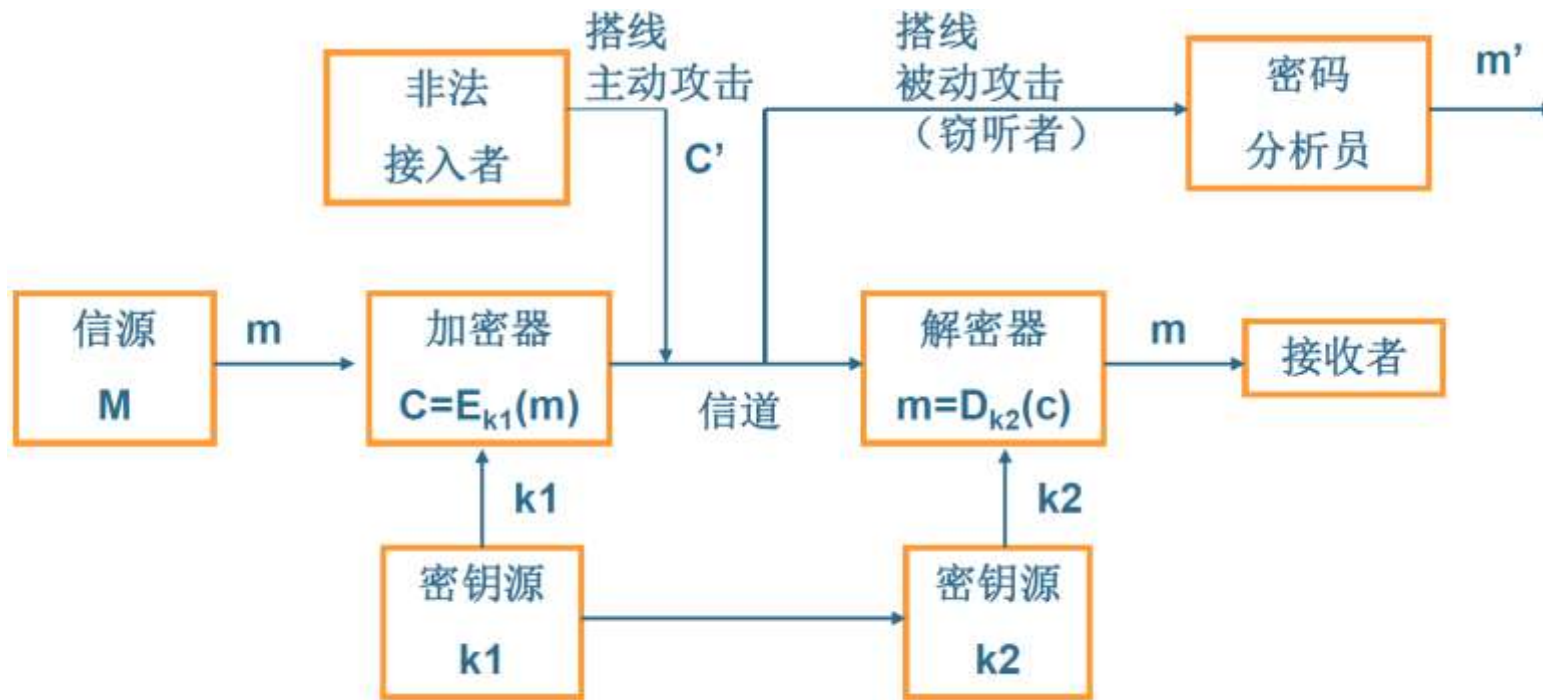 搭线
主动攻击
搭线
被动攻击
（窃听者）
非法
接入者
C’
密码
分析员
m’
信源
M
m
加密器
C=Ek1(m)
信道
解密器
m=Dk2(c)
m
接收者
k1
k2
密钥源
k1
密钥源
k2